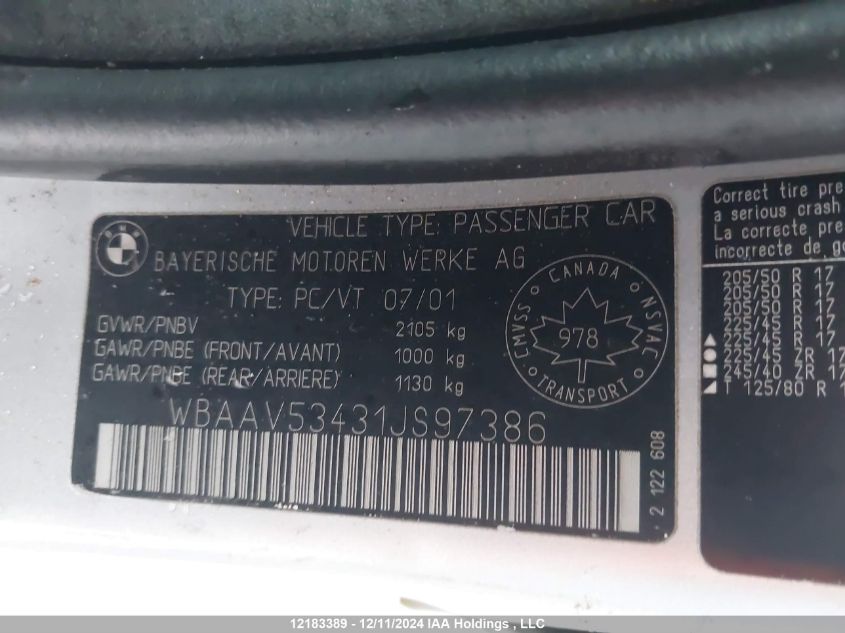 VEHICLE TYPE: PASSENGER CAR
BMW
BAYERISCHE MOTOREN WERKE AG
TYPE: PC/VT 07/01
GVWR/PNBV 2105 kg
GAWR/PNBE (FRONT/AVANT) 1000 kg
GAWR/PNBE (REAR/ARRIERE) 1130 kg
WBAAV53431JS97386
CANADA
CMVSS 978 NSVAC
TRANSPORT
2 122 608
Correct tire pre
a serious crash
La correcte pre
incorrecte de go
205/50 R 17
205/50 R 17
205/50 R 17
225/45 R 17
225/45 R 17
225/45 ZR 17
245/40 ZR 17
T 125/80 R 1
12183389 - 12/11/2024 IAA Holdings , LLC